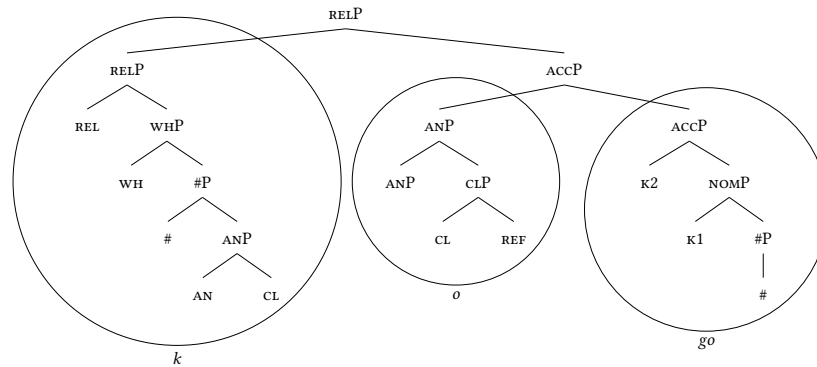 RELP
RELP ACCP
REL WHP ANP ACCP
WH #P ANP CLP K2 NOMP
# ANP CL REF K1 #P
AN CL o #
k go